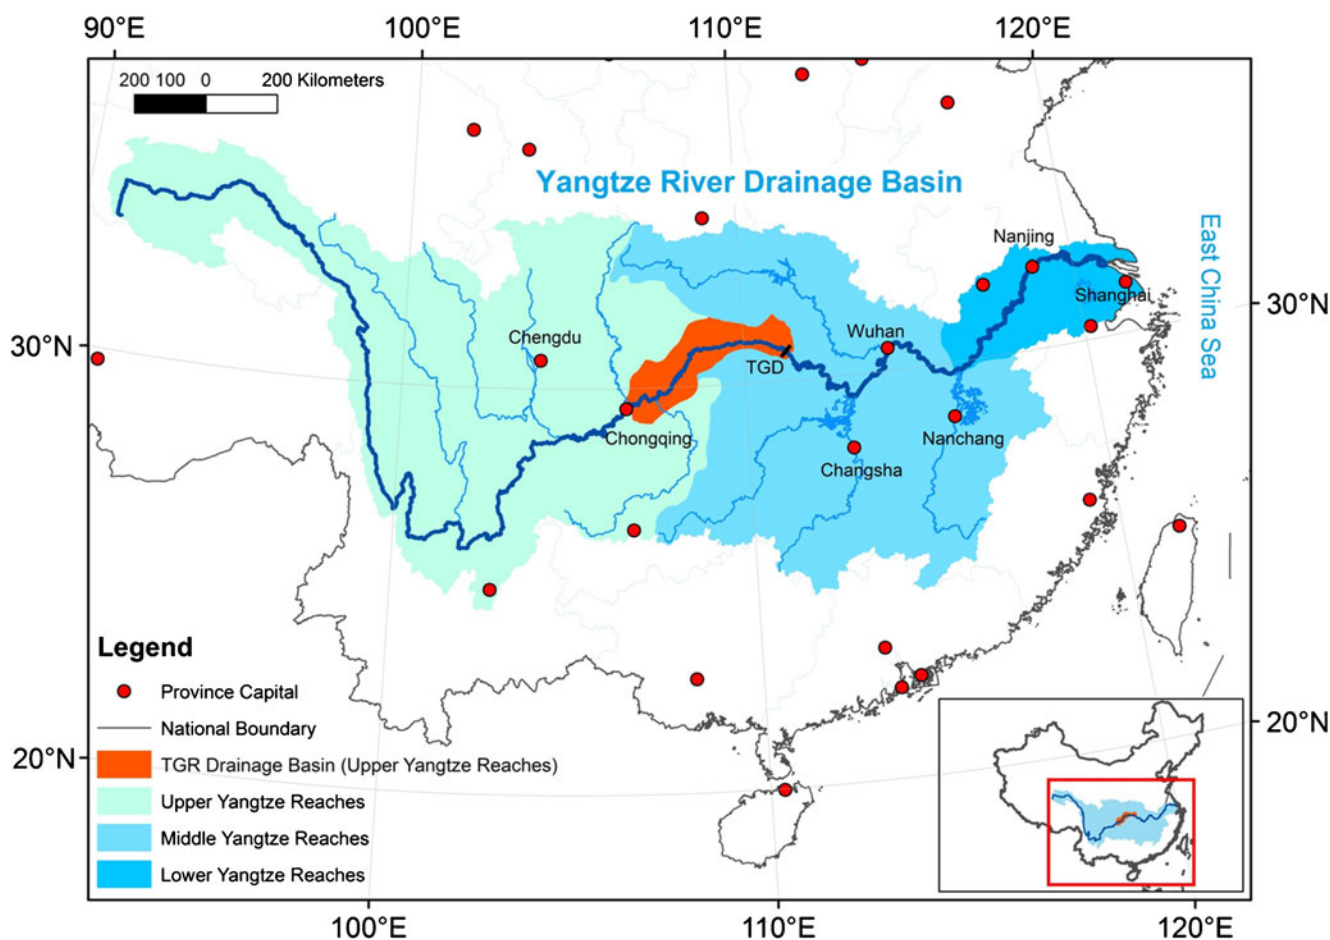 90°E
100°E
110°E
120°E
200 100 0 200 Kilometers
Yangtze River Drainage Basin
East China Sea
Nanjing
Shanghai
30°N
30°N
Chengdu
Wuhan
TGD
Chongqing
Nanchang
Changsha
Legend
Province Capital
National Boundary
TGR Drainage Basin (Upper Yangtze Reaches)
Upper Yangtze Reaches
Middle Yangtze Reaches
Lower Yangtze Reaches
20°N
20°N
100°E
110°E
120°E